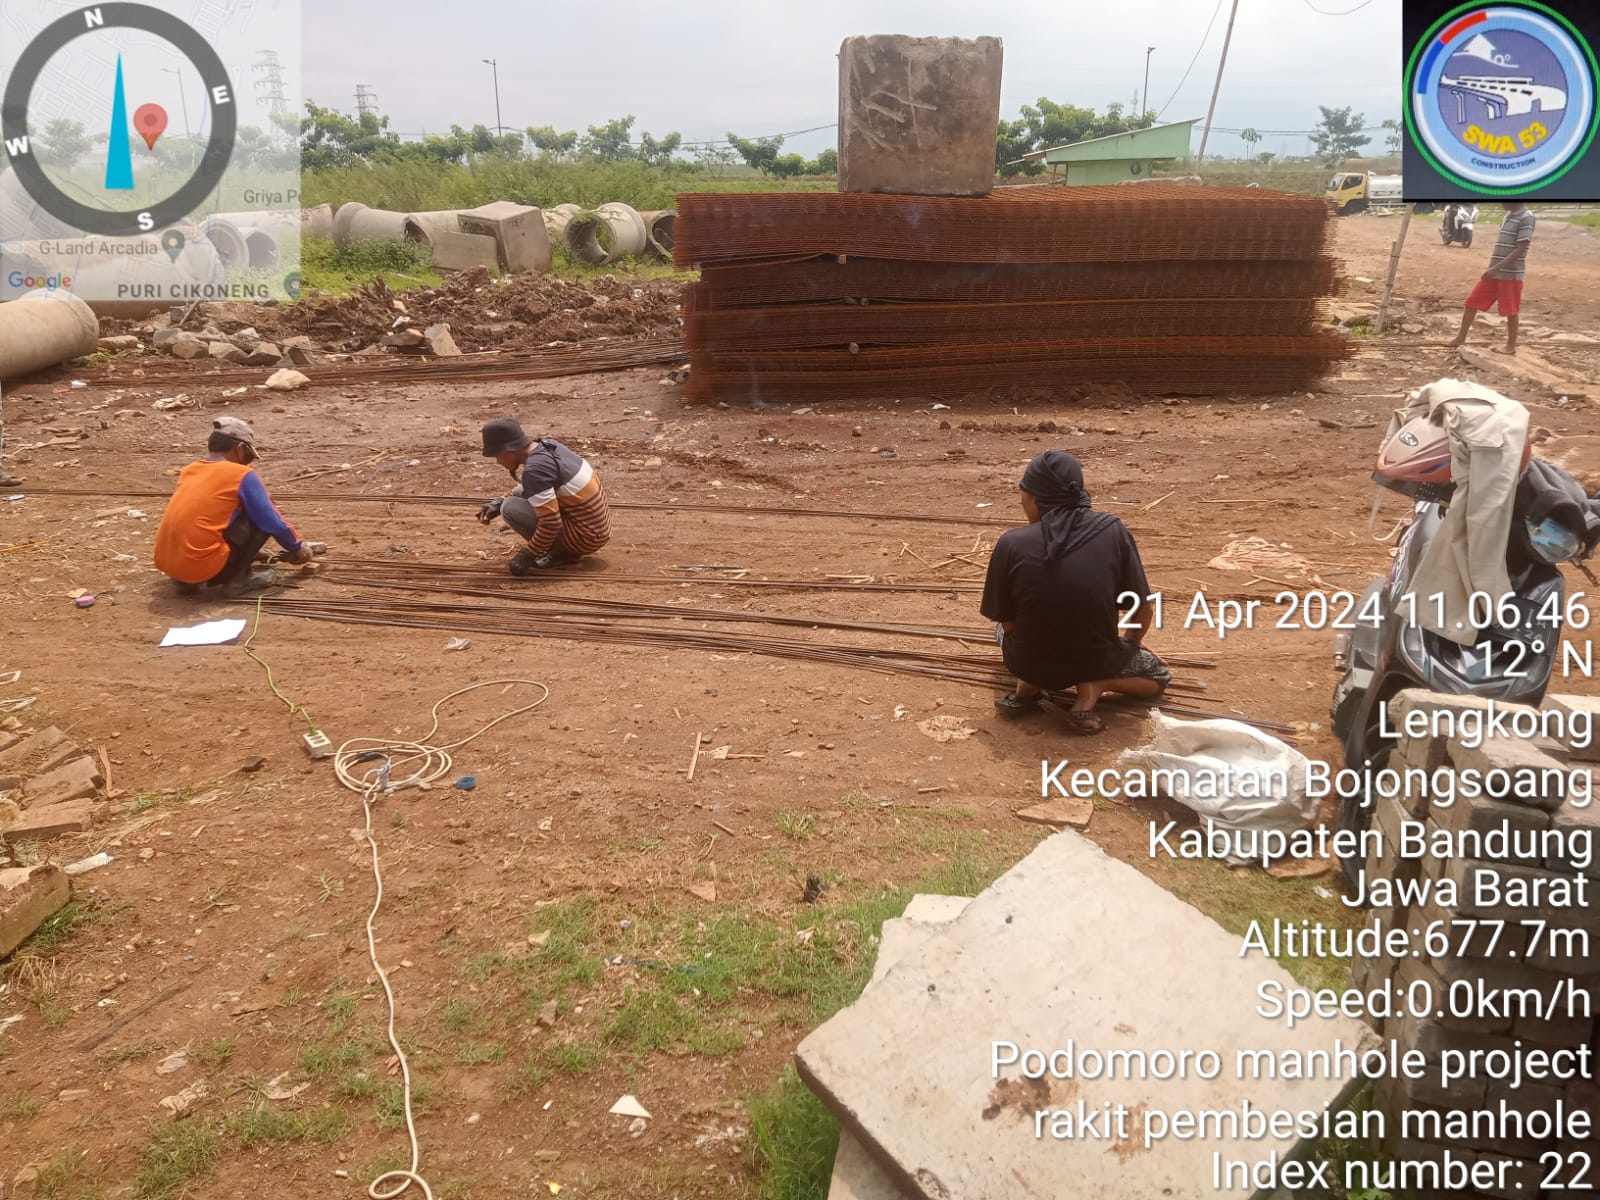 N
E
W
S
Griya Pe
G-Land Arcadia
Google
PURI CIKONENG
SWA 53
CONSTRUCTION
21 Apr 2024 11.06.46
12° N
Lengkong
Kecamatan Bojongsoang
Kabupaten Bandung
Jawa Barat
Altitude:677.7m
Speed:0.0km/h
Podomoro manhole project
rakit pembesian manhole
Index number: 22